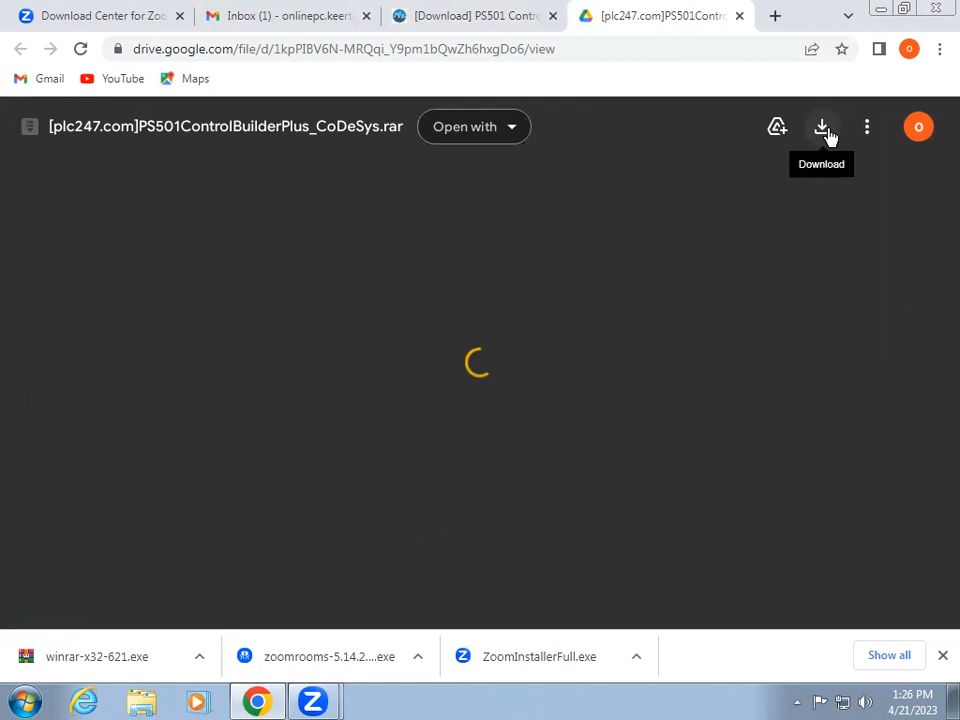 Download Center for Zoo
Inbox (1) - onlinepc.keert
[Download] PS501 Contr
[plc247.com]PS501Contr
drive.google.com/file/d/1kpPIBV6N-MRQqi_Y9pm1bQwZh6hxgDo6/view
O
Gmail
YouTube
Maps
[plc247.com]PS501ControlBuilderPlus_CoDeSys.rar
Open with
O
Download
winrar-x32-621.exe
zoomrooms-5.14.2....exe
ZoomInstallerFull.exe
Show all
1:26 PM
4/21/2023